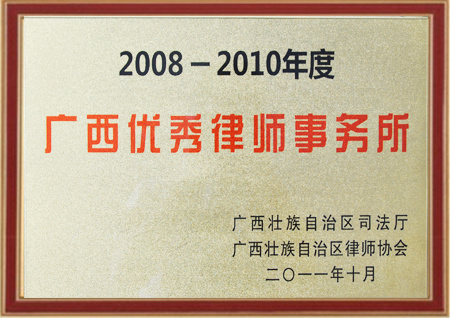 2008－2010年度
广西优秀律师事务所
广西壮族自治区司法厅
广西壮族自治区律师协会
二〇一一年十月